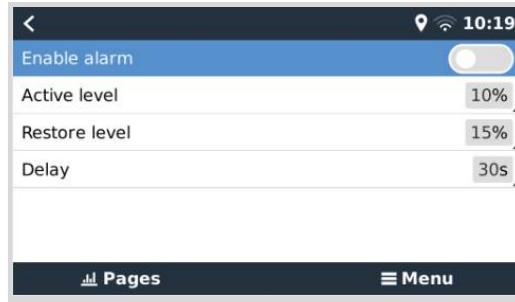 10:19
Enable alarm
Active level 10%
Restore level 15%
Delay 30s
Pages Menu